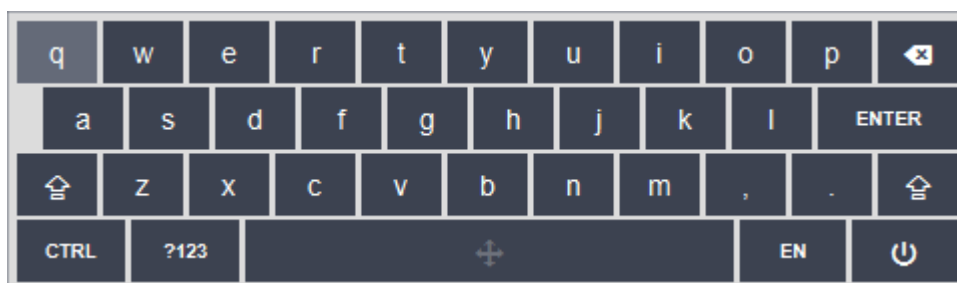 q w e r t y u i o p
a s d f g h j k l ENTER
z x c v b n m , .
CTRL ?123 EN